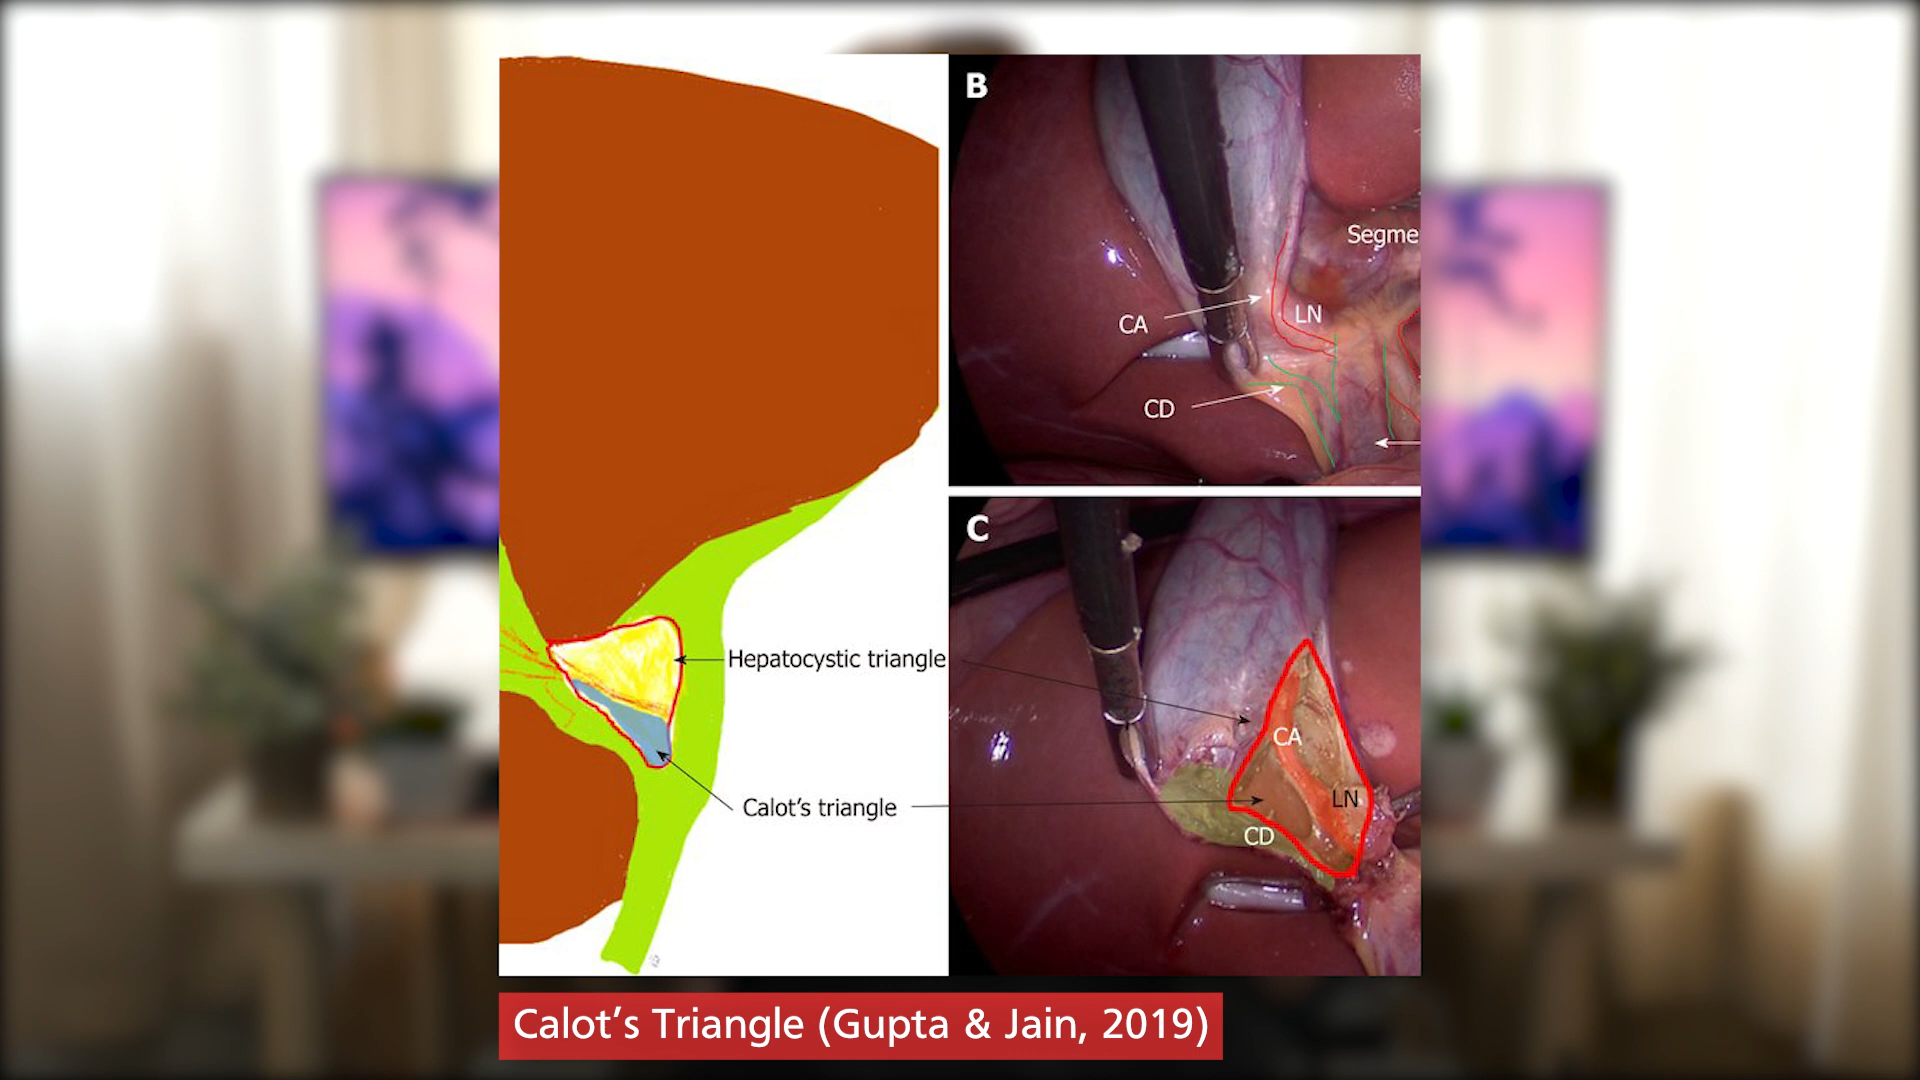 B
Segme
CA
LN
CD
C
Hepatocystic triangle
CA
LN
Calot's triangle
CD
Calot's Triangle (Gupta & Jain, 2019)